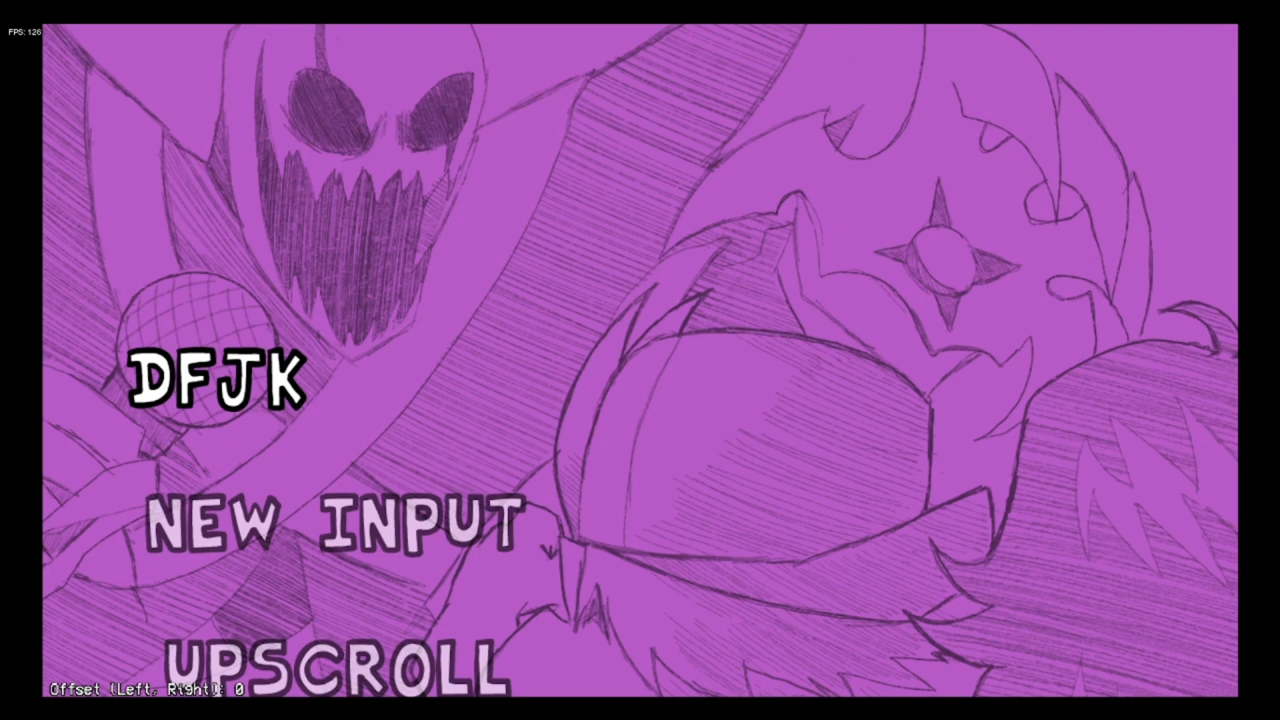 FPS: 126
DFJK
NEW INPUT
UPSCROLL
Offset (Left, Right): 0